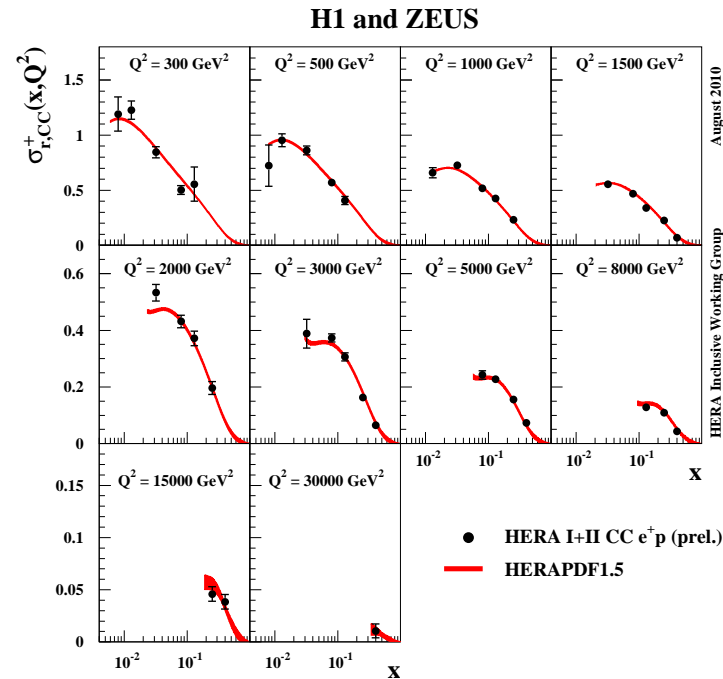 H1 and ZEUS
σ⁺r,CC(x,Q²)
Q² = 300 GeV²
Q² = 500 GeV²
Q² = 1000 GeV²
Q² = 1500 GeV²
0
0.5
1
1.5
Q² = 2000 GeV²
Q² = 3000 GeV²
Q² = 5000 GeV²
Q² = 8000 GeV²
0
0.2
0.4
0.6
10⁻² 10⁻¹
10⁻² 10⁻¹
x
Q² = 15000 GeV²
Q² = 30000 GeV²
0
0.05
0.1
0.15
10⁻² 10⁻¹
10⁻² 10⁻¹
x
HERA I+II CC e⁺p (prel.)
HERAPDF1.5
HERA Inclusive Working Group
August 2010